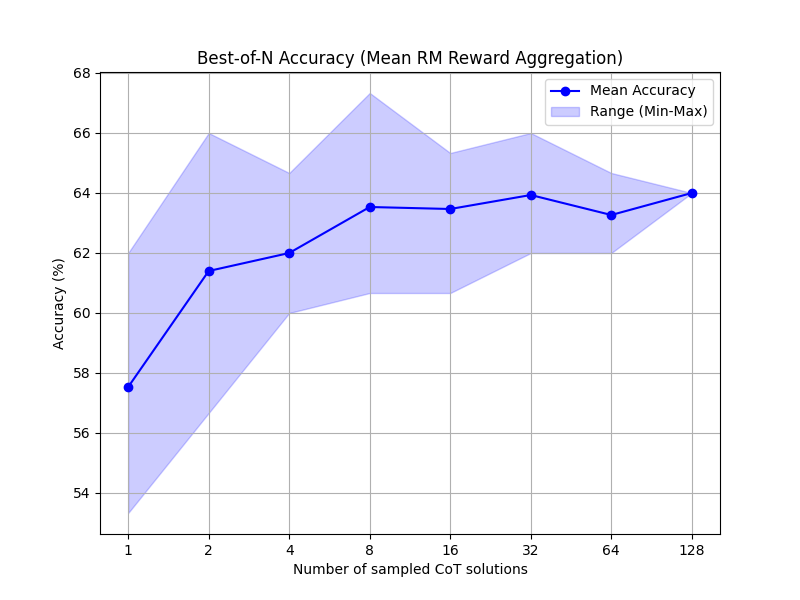 Best-of-N Accuracy (Mean RM Reward Aggregation)
Mean Accuracy
Range (Min-Max)
Accuracy (%)
68
66
64
62
60
58
56
54
1 2 4 8 16 32 64 128
Number of sampled CoT solutions